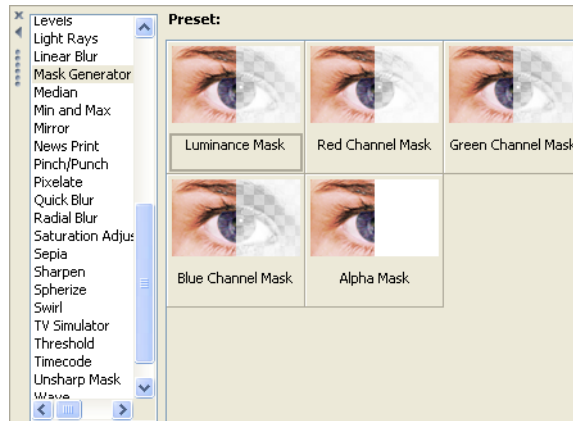 Levels
Light Rays
Linear Blur
Mask Generator
Median
Min and Max
Mirror
News Print
Pinch/Punch
Pixelate
Quick Blur
Radial Blur
Saturation Adjus
Sepia
Sharpen
Spherize
Swirl
TV Simulator
Threshold
Timecode
Unsharp Mask
Wave
Preset:
Luminance Mask
Red Channel Mask
Green Channel Mask
Blue Channel Mask
Alpha Mask